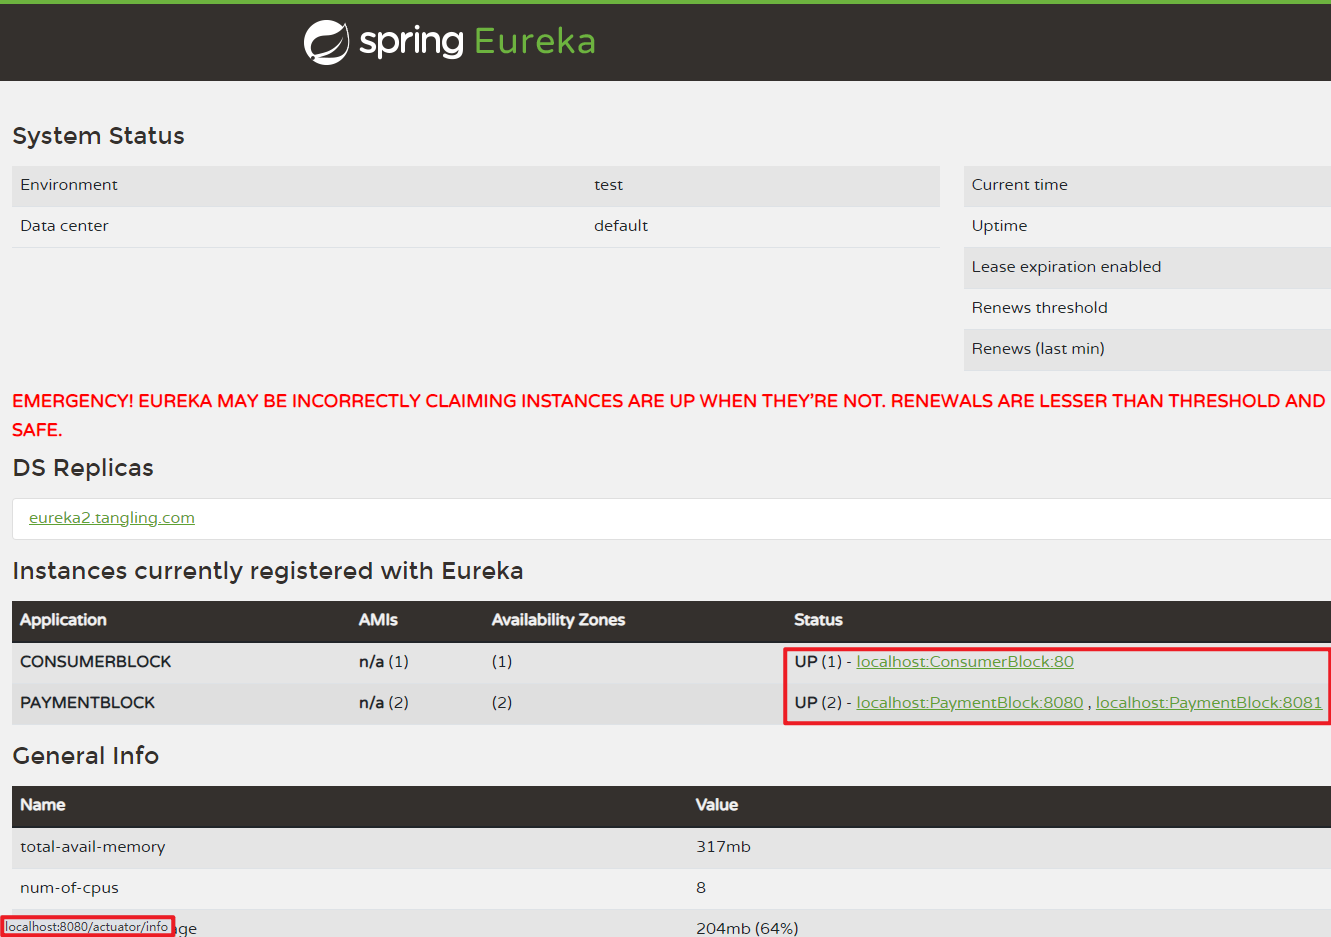 spring Eureka
System Status
Environment test
Data center default
Current time
Uptime
Lease expiration enabled
Renews threshold
Renews (last min)
EMERGENCY! EUREKA MAY BE INCORRECTLY CLAIMING INSTANCES ARE UP WHEN THEY'RE NOT. RENEWALS ARE LESSER THAN THRESHOLD AND
SAFE.
DS Replicas
eureka2.tangling.com
Instances currently registered with Eureka
Application AMIs Availability Zones Status
CONSUMERBLOCK n/a (1) (1) UP (1) - localhost:ConsumerBlock:80
PAYMENTBLOCK n/a (2) (2) UP (2) - localhost:PaymentBlock:8080 , localhost:PaymentBlock:8081
General Info
Name Value
total-avail-memory 317mb
num-of-cpus 8
localhost:8080/actuator/info age 204mb (64%)